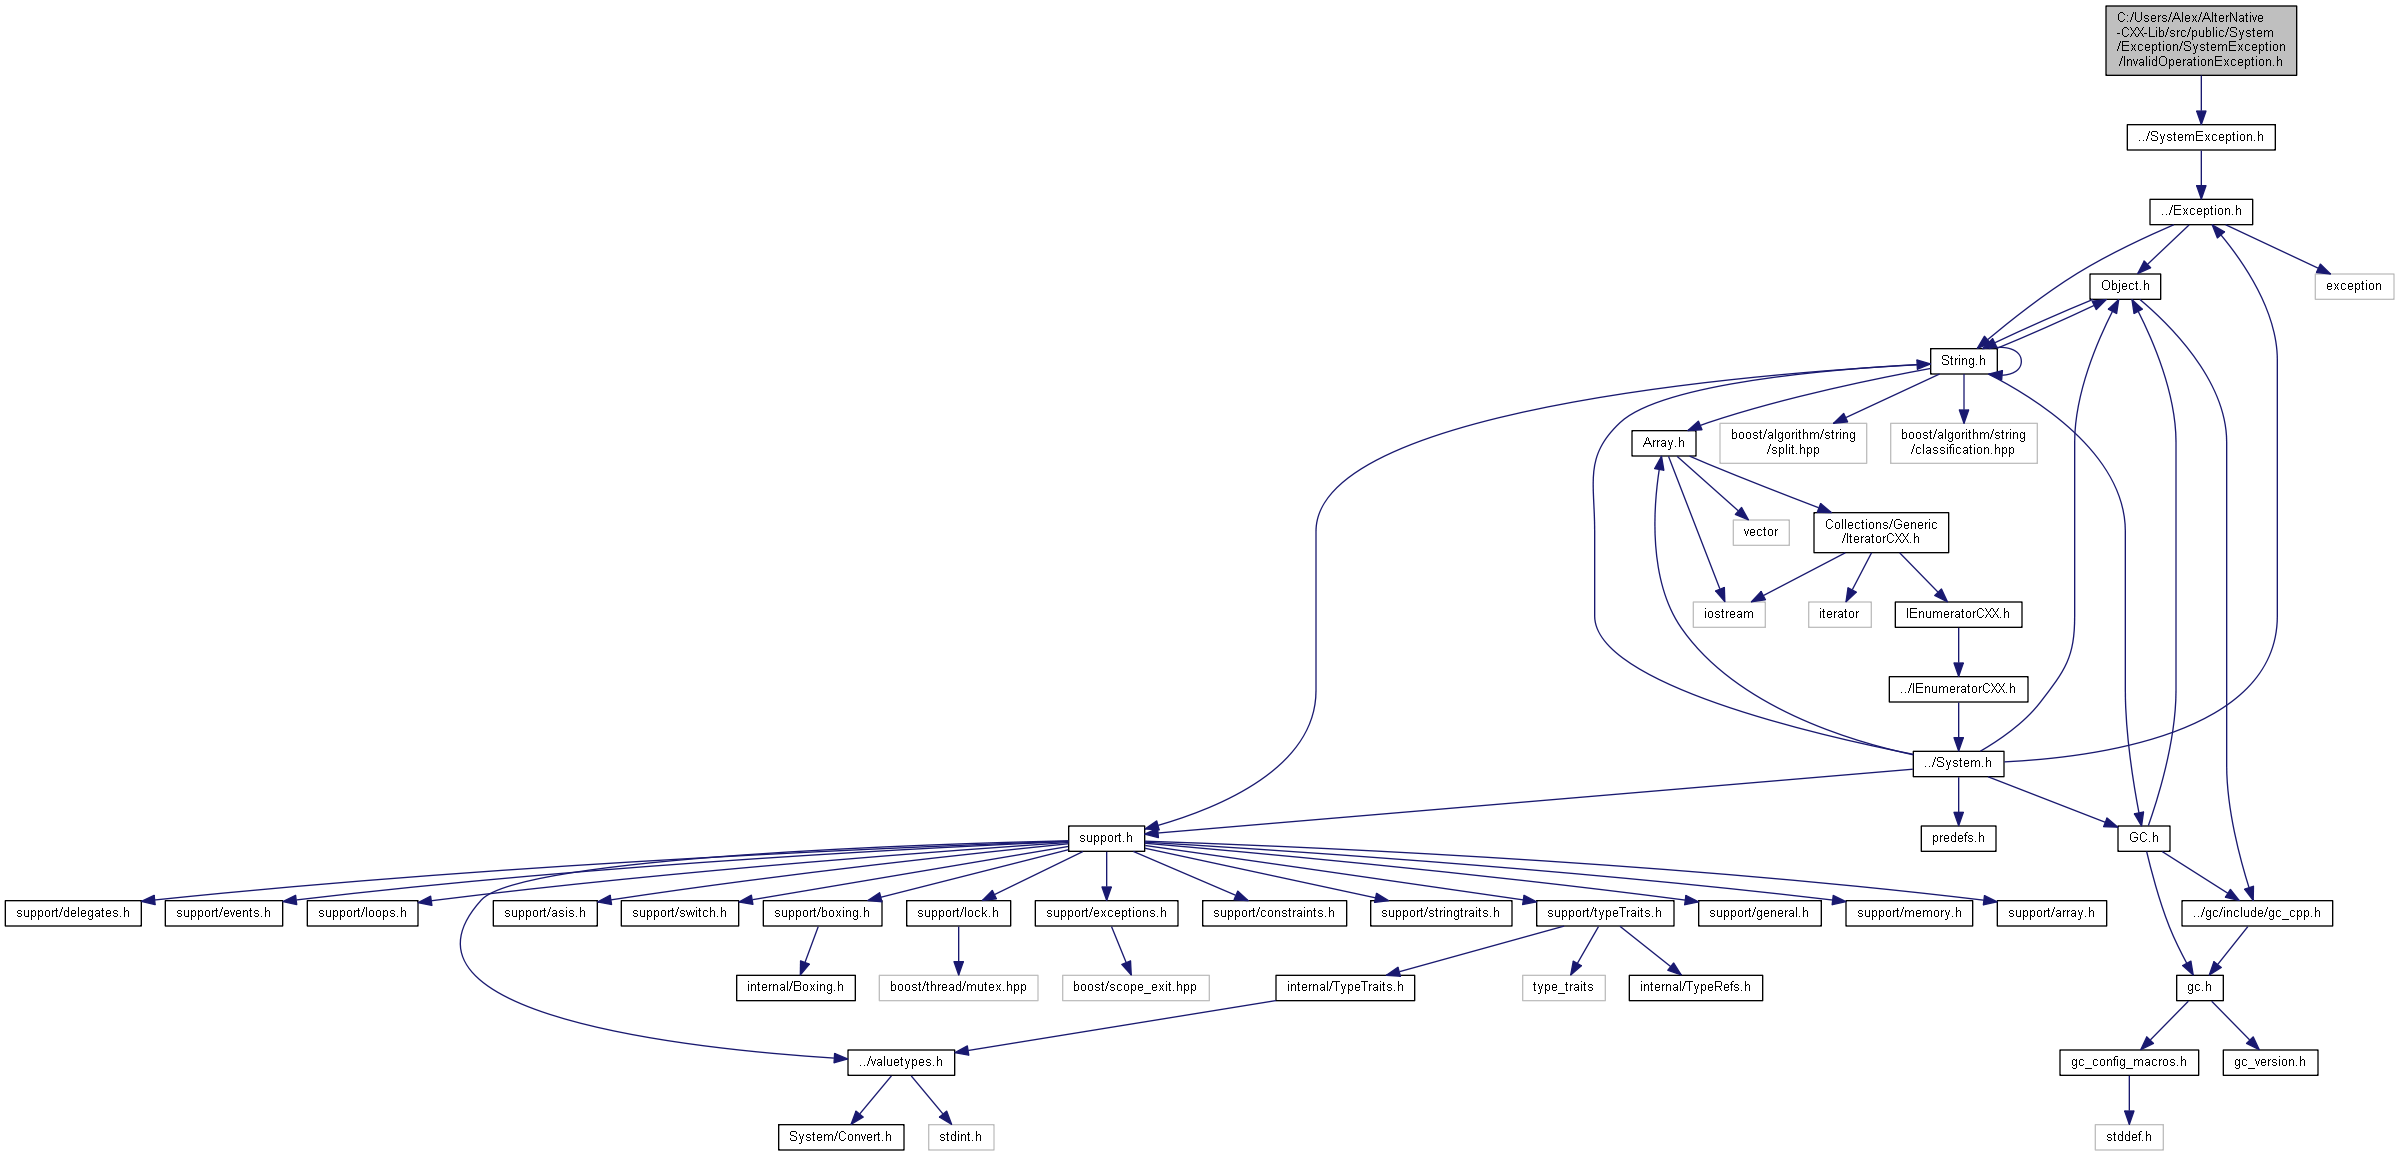 C:/Users/Alex/AlterNative
-CXX-Lib/src/public/System
/Exception/SystemException
/InvalidOperationException.h
../SystemException.h
../Exception.h
Object.h
exception
String.h
Array.h
boost/algorithm/string
/split.hpp
boost/algorithm/string
/classification.hpp
vector
Collections/Generic
/IteratorCXX.h
iostream
iterator
IEnumeratorCXX.h
../IEnumeratorCXX.h
../System.h
support.h
predefs.h
GC.h
support/delegates.h
support/events.h
support/loops.h
support/asis.h
support/switch.h
support/boxing.h
support/lock.h
support/exceptions.h
support/constraints.h
support/stringtraits.h
support/typeTraits.h
support/general.h
support/memory.h
support/array.h
../gc/include/gc_cpp.h
internal/Boxing.h
boost/thread/mutex.hpp
boost/scope_exit.hpp
internal/TypeTraits.h
type_traits
internal/TypeRefs.h
gc.h
../valuetypes.h
gc_config_macros.h
gc_version.h
System/Convert.h
stdint.h
stddef.h